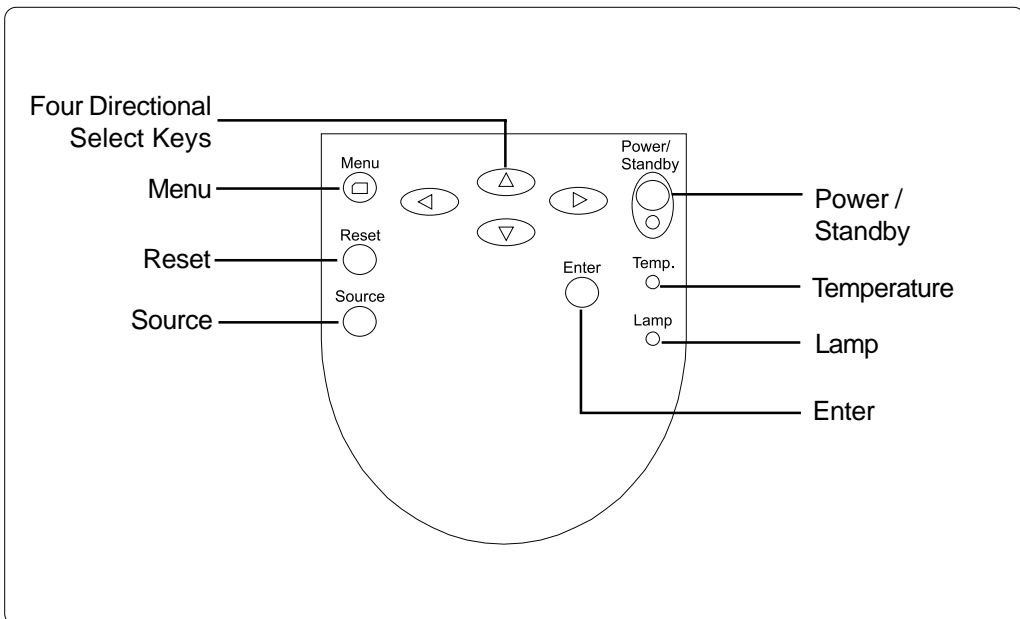 Four Directional
Select Keys
Menu
Reset
Source
Menu
Reset
Source
Enter
Power/
Standby
Temp.
Lamp
Power /
Standby
Temperature
Lamp
Enter